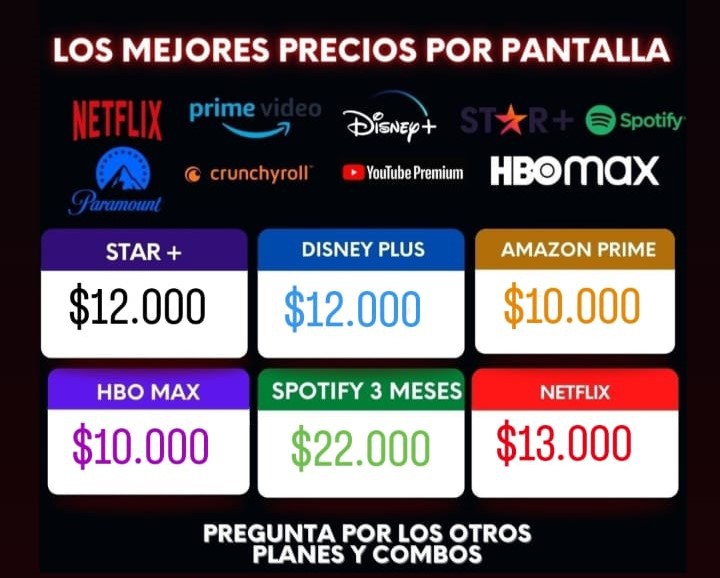 LOS MEJORES PRECIOS POR PANTALLA
NETFLIX prime video Disney+ STAR+ Spotify
Paramount crunchyroll YouTube Premium HBOmax
STAR + DISNEY PLUS AMAZON PRIME
$12.000 $12.000 $10.000
HBO MAX SPOTIFY 3 MESES NETFLIX
$10.000 $22.000 $13.000
PREGUNTA POR LOS OTROS
PLANES Y COMBOS